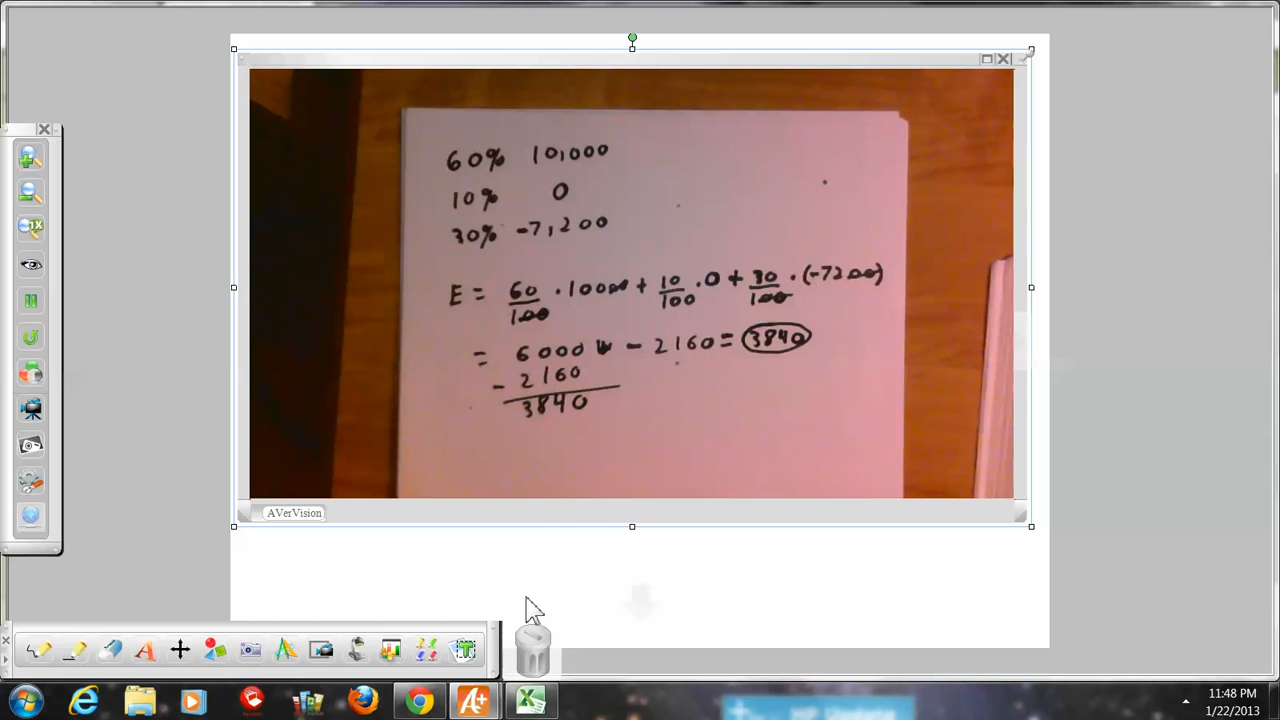 60% 10,000
10% 0
30% -7,200
E = 60/100 · 10000 + 10/100 · 0 + 30/100 · (-7200)
= 6000 - 2160 = 3840
- 2160
3840
AVerVision
11:48 PM
1/22/2013